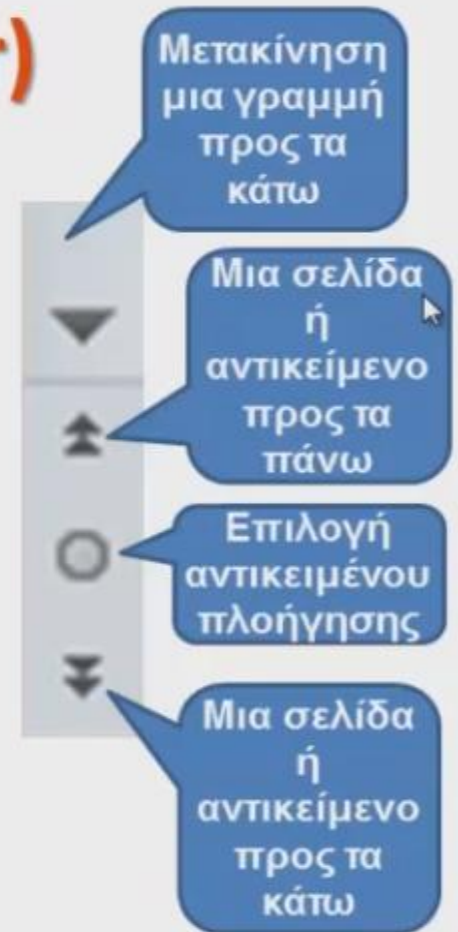 r)
Μετακίνηση
μια γραμμή
προς τα
κάτω
Μια σελίδα
ή
αντικείμενο
προς τα
πάνω
Επιλογή
αντικειμένου
πλοήγησης
Μια σελίδα
ή
αντικείμενο
προς τα
κάτω